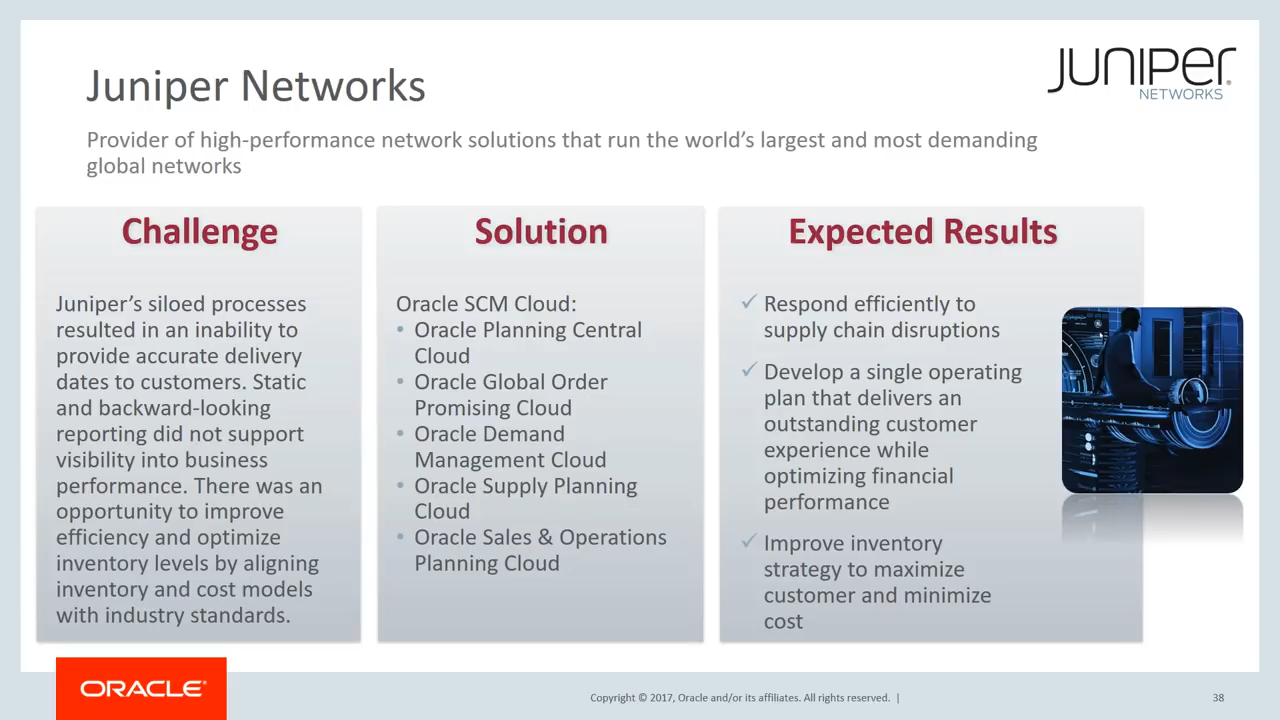 Juniper Networks
JUNIPER
NETWORKS
Provider of high-performance network solutions that run the world’s largest and most demanding
global networks
Challenge
Juniper’s siloed processes
resulted in an inability to
provide accurate delivery
dates to customers. Static
and backward-looking
reporting did not support
visibility into business
performance. There was an
opportunity to improve
efficiency and optimize
inventory levels by aligning
inventory and cost models
with industry standards.
Solution
Oracle SCM Cloud:
• Oracle Planning Central
Cloud
• Oracle Global Order
Promising Cloud
• Oracle Demand
Management Cloud
• Oracle Supply Planning
Cloud
• Oracle Sales & Operations
Planning Cloud
Expected Results
✓ Respond efficiently to
supply chain disruptions
✓ Develop a single operating
plan that delivers an
outstanding customer
experience while
optimizing financial
performance
✓ Improve inventory
strategy to maximize
customer and minimize
cost
ORACLE®
Copyright © 2017, Oracle and/or its affiliates. All rights reserved. |
38